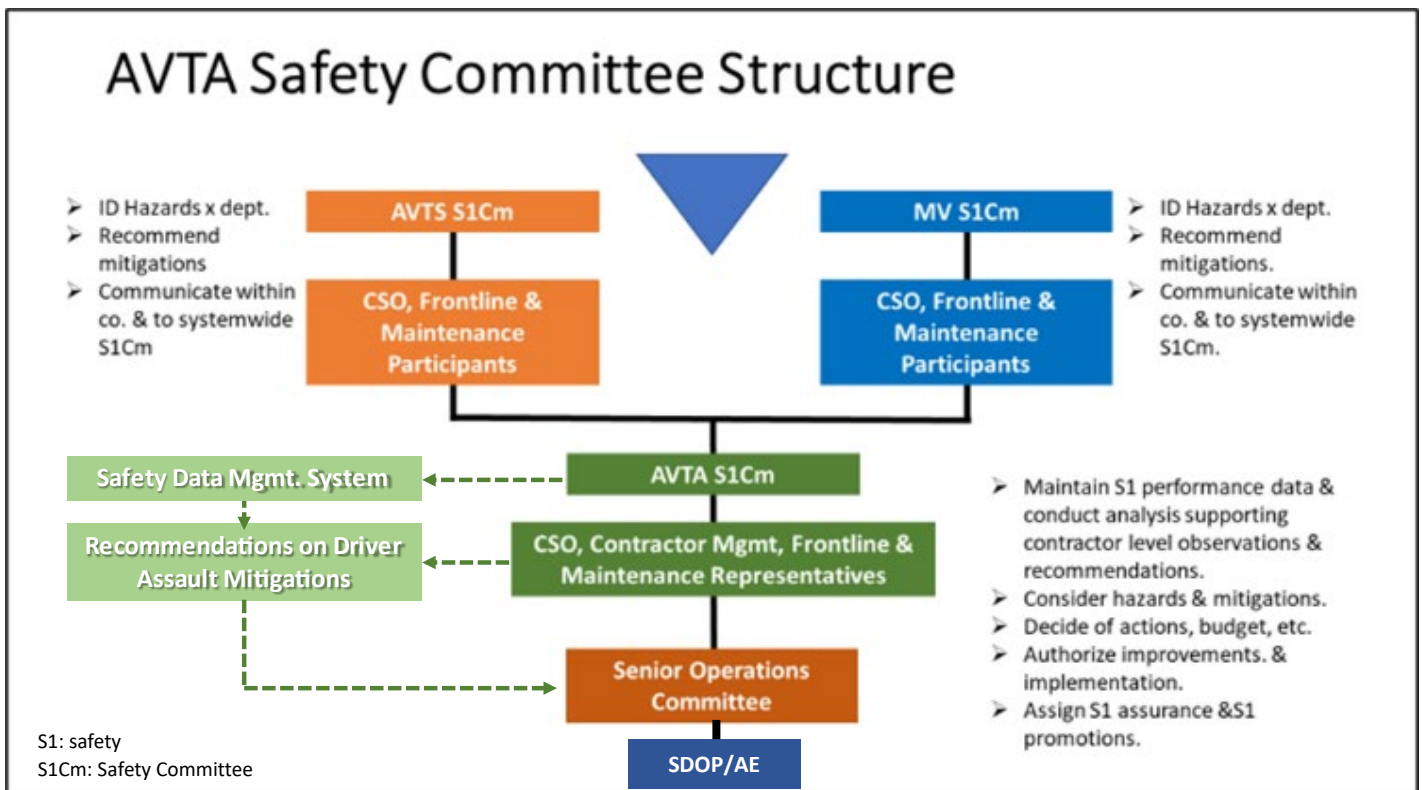 AVTA Safety Committee Structure
➢ ID Hazards x dept.
➢ Recommend
mitigations
➢ Communicate within
co. & to systemwide
S1Cm
AVTS S1Cm
CSO, Frontline &
Maintenance
Participants
MV S1Cm
CSO, Frontline &
Maintenance
Participants
➢ ID Hazards x dept.
➢ Recommend
mitigations.
➢ Communicate within
co. & to systemwide
S1Cm.
Safety Data Mgmt. System
Recommendations on Driver
Assault Mitigations
AVTA S1Cm
CSO, Contractor Mgmt, Frontline &
Maintenance Representatives
Senior Operations
Committee
SDOP/AE
➢ Maintain S1 performance data &
conduct analysis supporting
contractor level observations &
recommendations.
➢ Consider hazards & mitigations.
➢ Decide of actions, budget, etc.
➢ Authorize improvements. &
implementation.
➢ Assign S1 assurance &S1
promotions.
S1: safety
S1Cm: Safety Committee